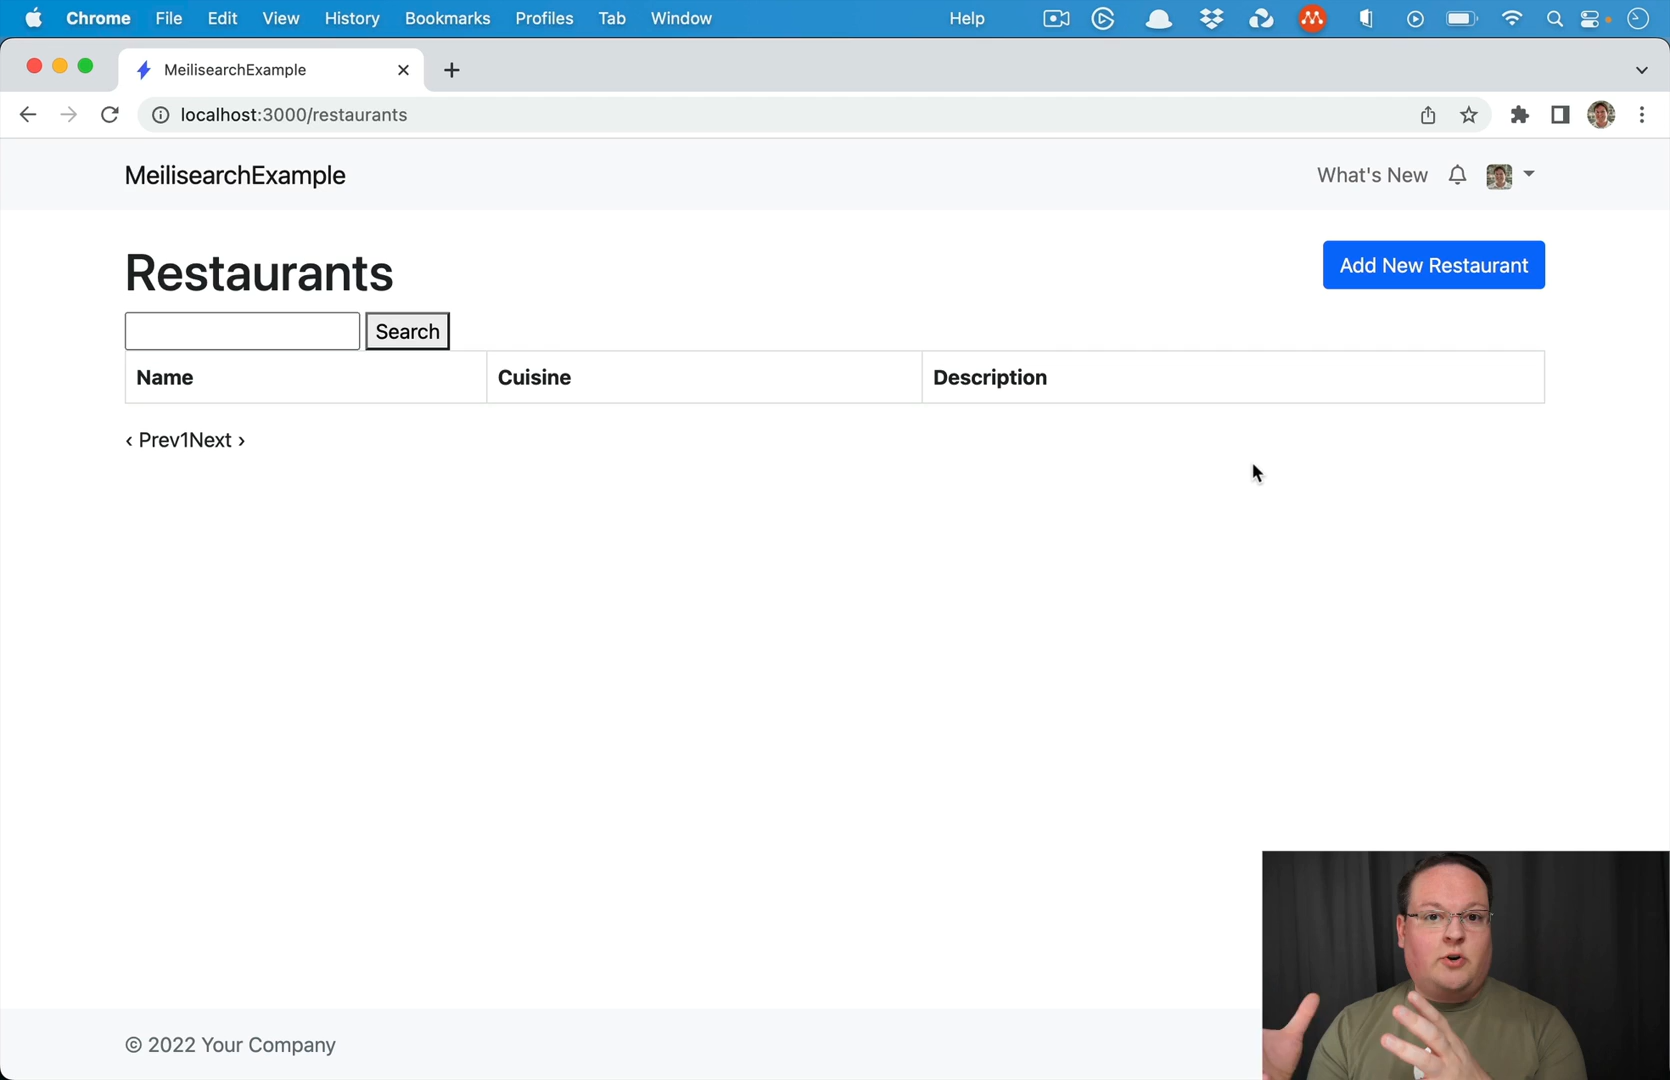 Chrome File Edit View History Bookmarks Profiles Tab Window Help
MeilisearchExample
localhost:3000/restaurants
MeilisearchExample
What's New
Restaurants
Add New Restaurant
Search
Name Cuisine Description
‹ Prev1Next ›
© 2022 Your Company